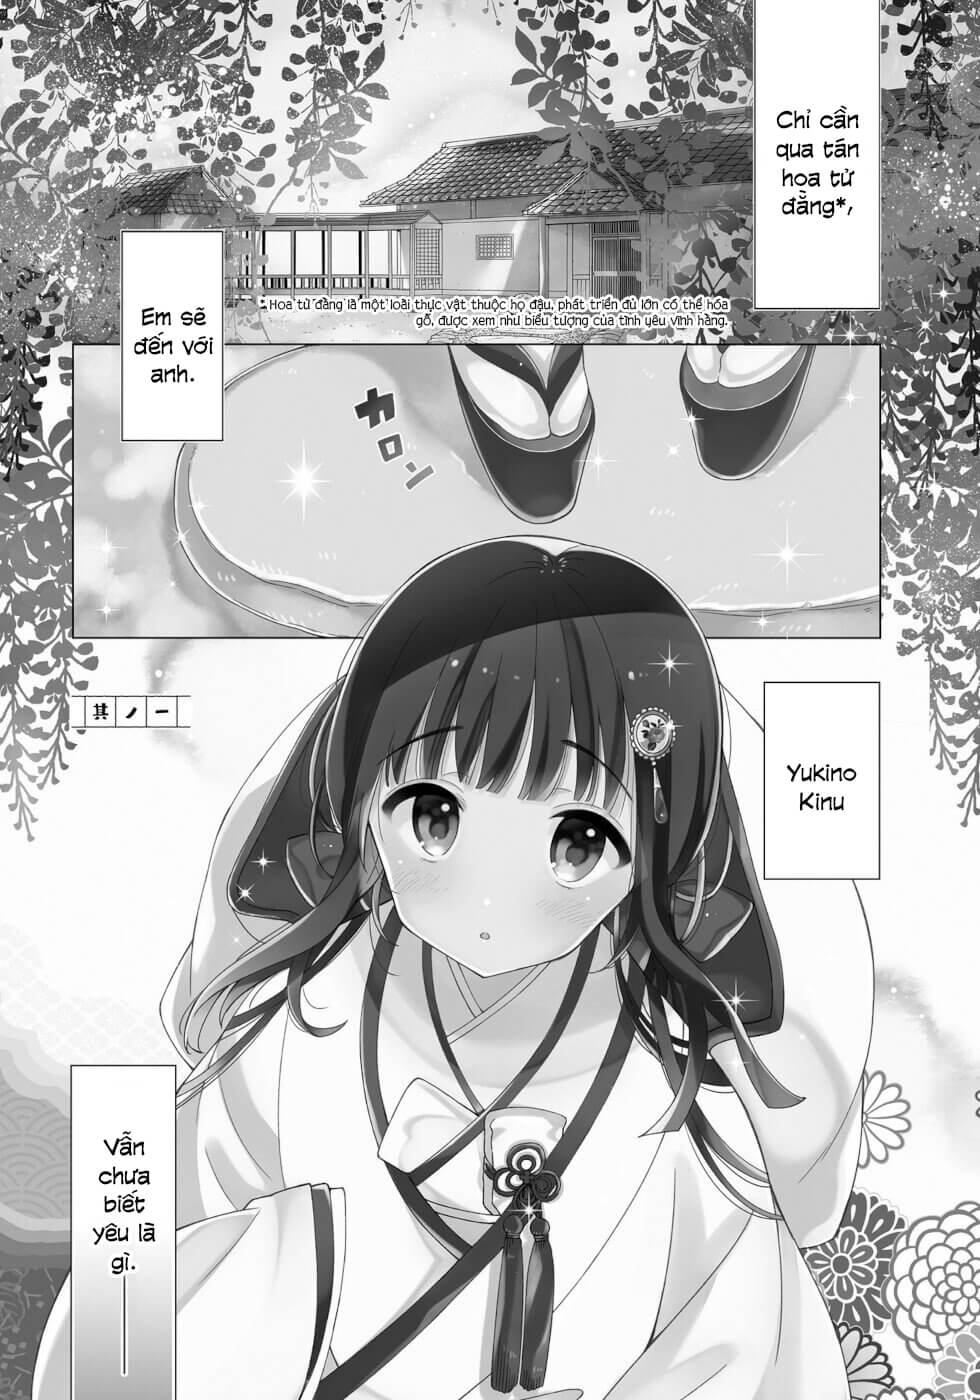 Chỉ cần
qua tán
hoa tử
đằng*,
Em sẽ
đến với
anh.
* Hoa tử đằng là một loài thực vật thuộc họ đậu, phát triển đủ lớn có thể hóa
gỗ, được xem như biểu tượng của tình yêu vĩnh hằng.
カロン
其ノ一
Yukino
Kinu
Vẫn
chưa
biết
yêu là
gì.